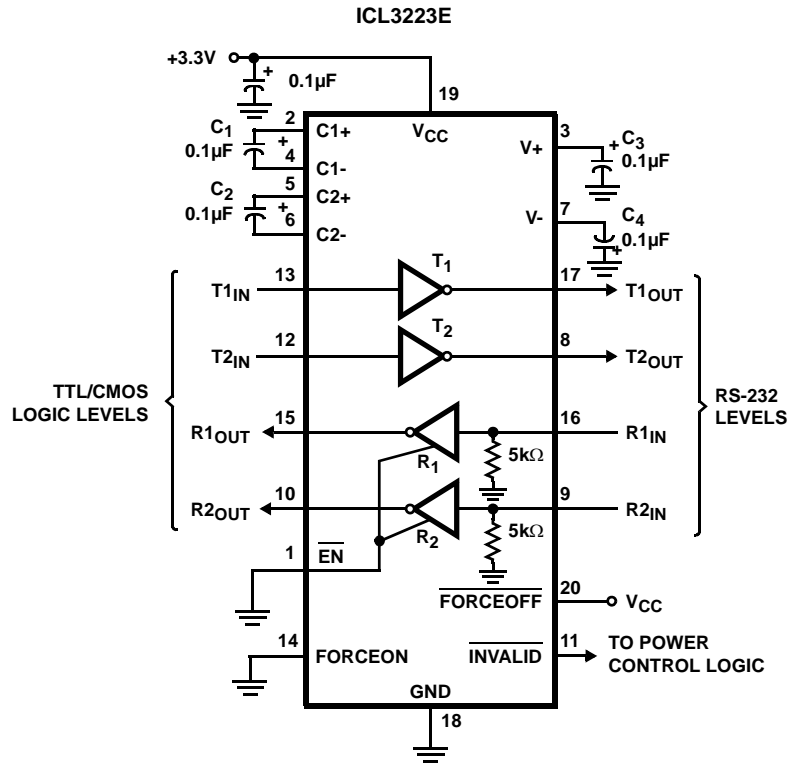 ICL3223E
+3.3V
+
0.1µF
19
VCC
2
C1+
C1
0.1µF
+
4
C1-
5
C2+
C2
0.1µF
+
6
C2-
3
V+
+
C3
0.1µF
7
V-
C4
0.1µF
+
T1IN
13
T1
17
T1OUT
T2IN
12
T2
8
T2OUT
TTL/CMOS
LOGIC LEVELS
RS-232
LEVELS
R1OUT
15
R1
5kΩ
16
R1IN
R2OUT
10
R2
5kΩ
9
R2IN
1
EN
FORCEOFF
20
VCC
14
FORCEON
INVALID
11
TO POWER
CONTROL LOGIC
GND
18